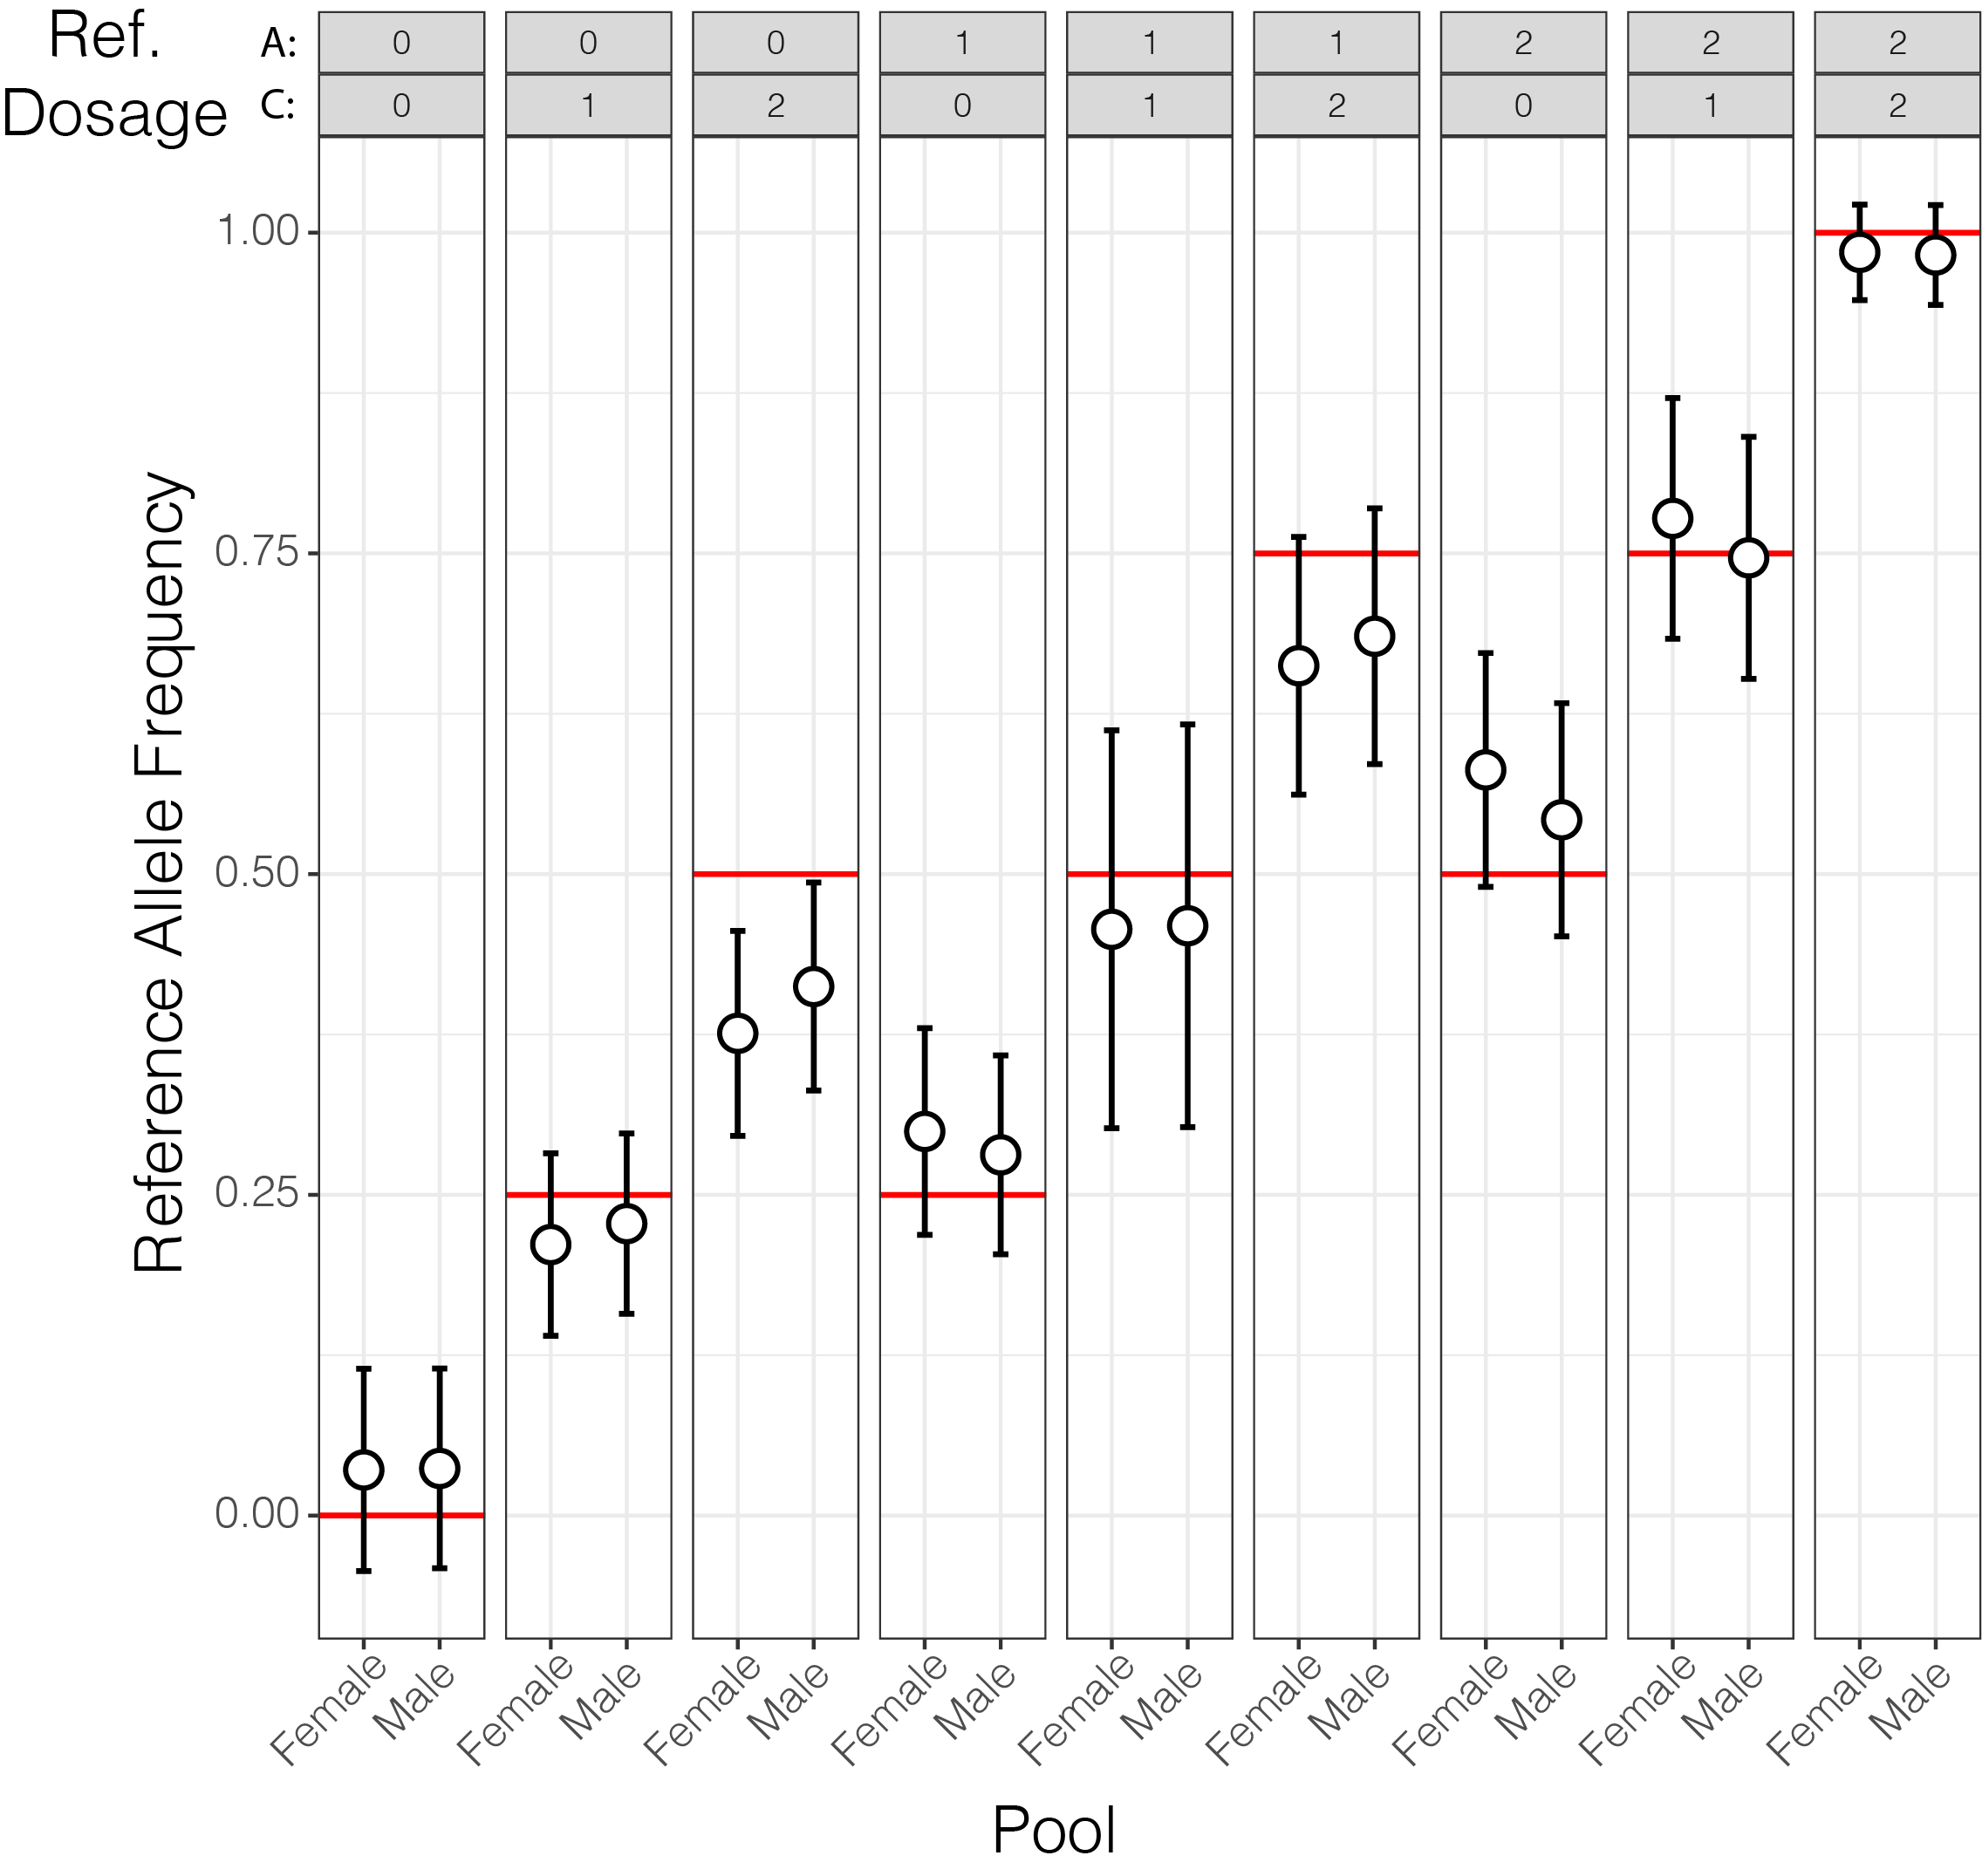 Ref. A: 0 0 0 1 1 1 2 2 2
Dosage C: 0 1 2 0 1 2 0 1 2
1.00
0.75
0.50
0.25
0.00
Reference Allele Frequency
Female Male Female Male Female Male Female Male Female Male Female Male Female Male Female Male Female Male
Pool